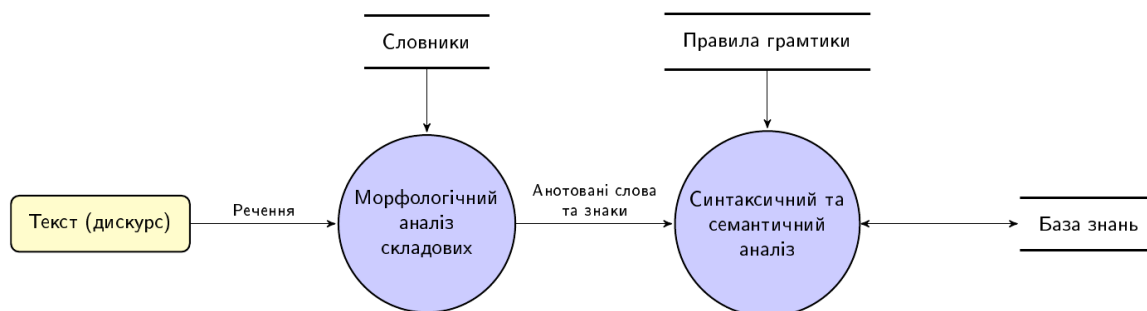 Словники
Правила грамтики
Текст (дискурс)
Речення
Морфологічний
аналіз
складових
Анотовані слова
та знаки
Синтаксичний та
семантичний
аналіз
База знань